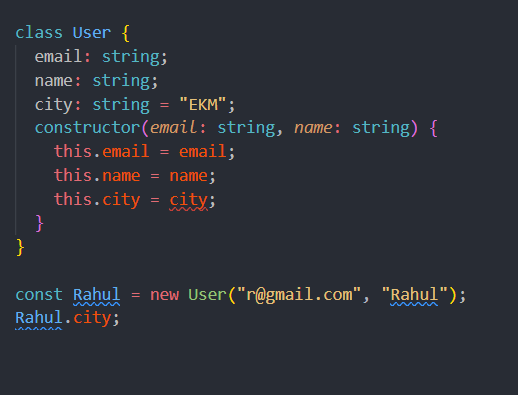 class User {
  email: string;
  name: string;
  city: string = "EKM";
  constructor(email: string, name: string) {
    this.email = email;
    this.name = name;
    this.city = city;
  }
}
const Rahul = new User("r@gmail.com", "Rahul");
Rahul.city;